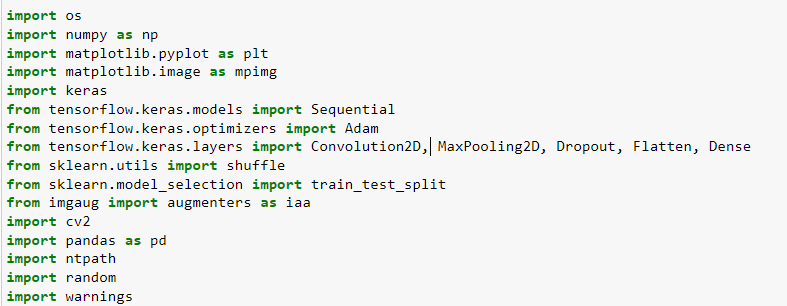 import os
import numpy as np
import matplotlib.pyplot as plt
import matplotlib.image as mpimg
import keras
from tensorflow.keras.models import Sequential
from tensorflow.keras.optimizers import Adam
from tensorflow.keras.layers import Convolution2D, MaxPooling2D, Dropout, Flatten, Dense
from sklearn.utils import shuffle
from sklearn.model_selection import train_test_split
from imgaug import augmenters as iaa
import cv2
import pandas as pd
import ntpath
import random
import warnings